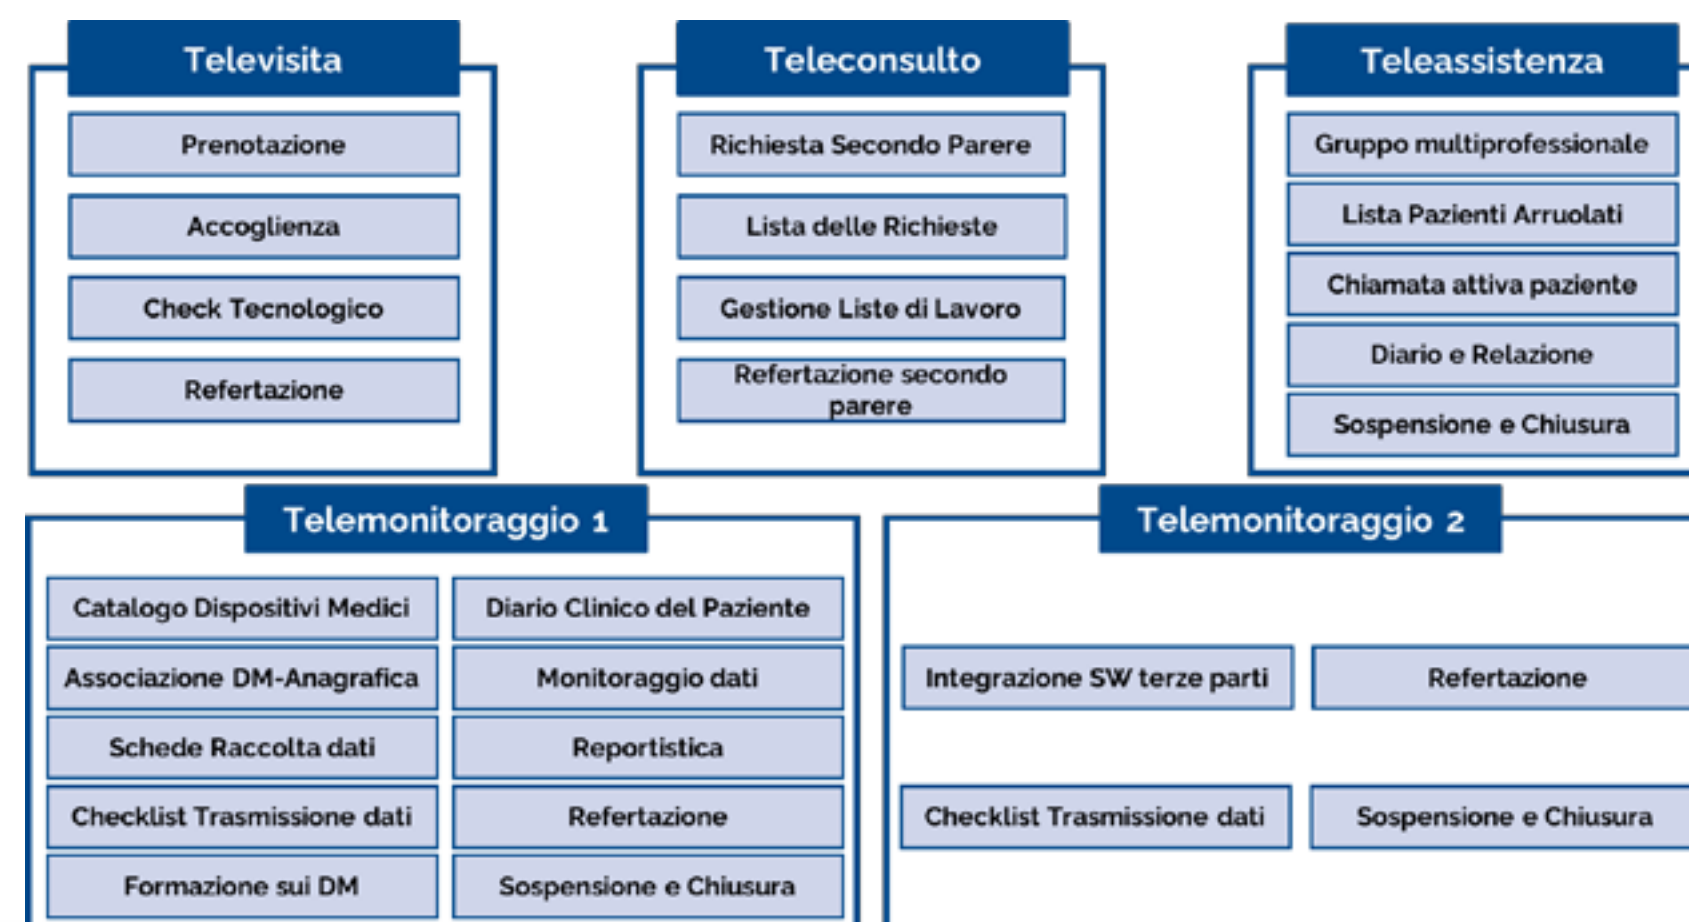 Televisita
Prenotazione
Accoglienza
Check Tecnologico
Refertazione
Teleconsulto
Richiesta Secondo Parere
Lista delle Richieste
Gestione Liste di Lavoro
Refertazione secondo
parere
Teleassistenza
Gruppo multiprofessionale
Lista Pazienti Arruolati
Chiamata attiva paziente
Diario e Relazione
Sospensione e Chiusura
Telemonitoraggio 1
Catalogo Dispositivi Medici
Associazione DM-Anagrafica
Schede Raccolta dati
Checklist Trasmissione dati
Formazione sui DM
Diario Clinico del Paziente
Monitoraggio dati
Reportistica
Refertazione
Sospensione e Chiusura
Telemonitoraggio 2
Integrazione SW terze parti
Refertazione
Checklist Trasmissione dati
Sospensione e Chiusura